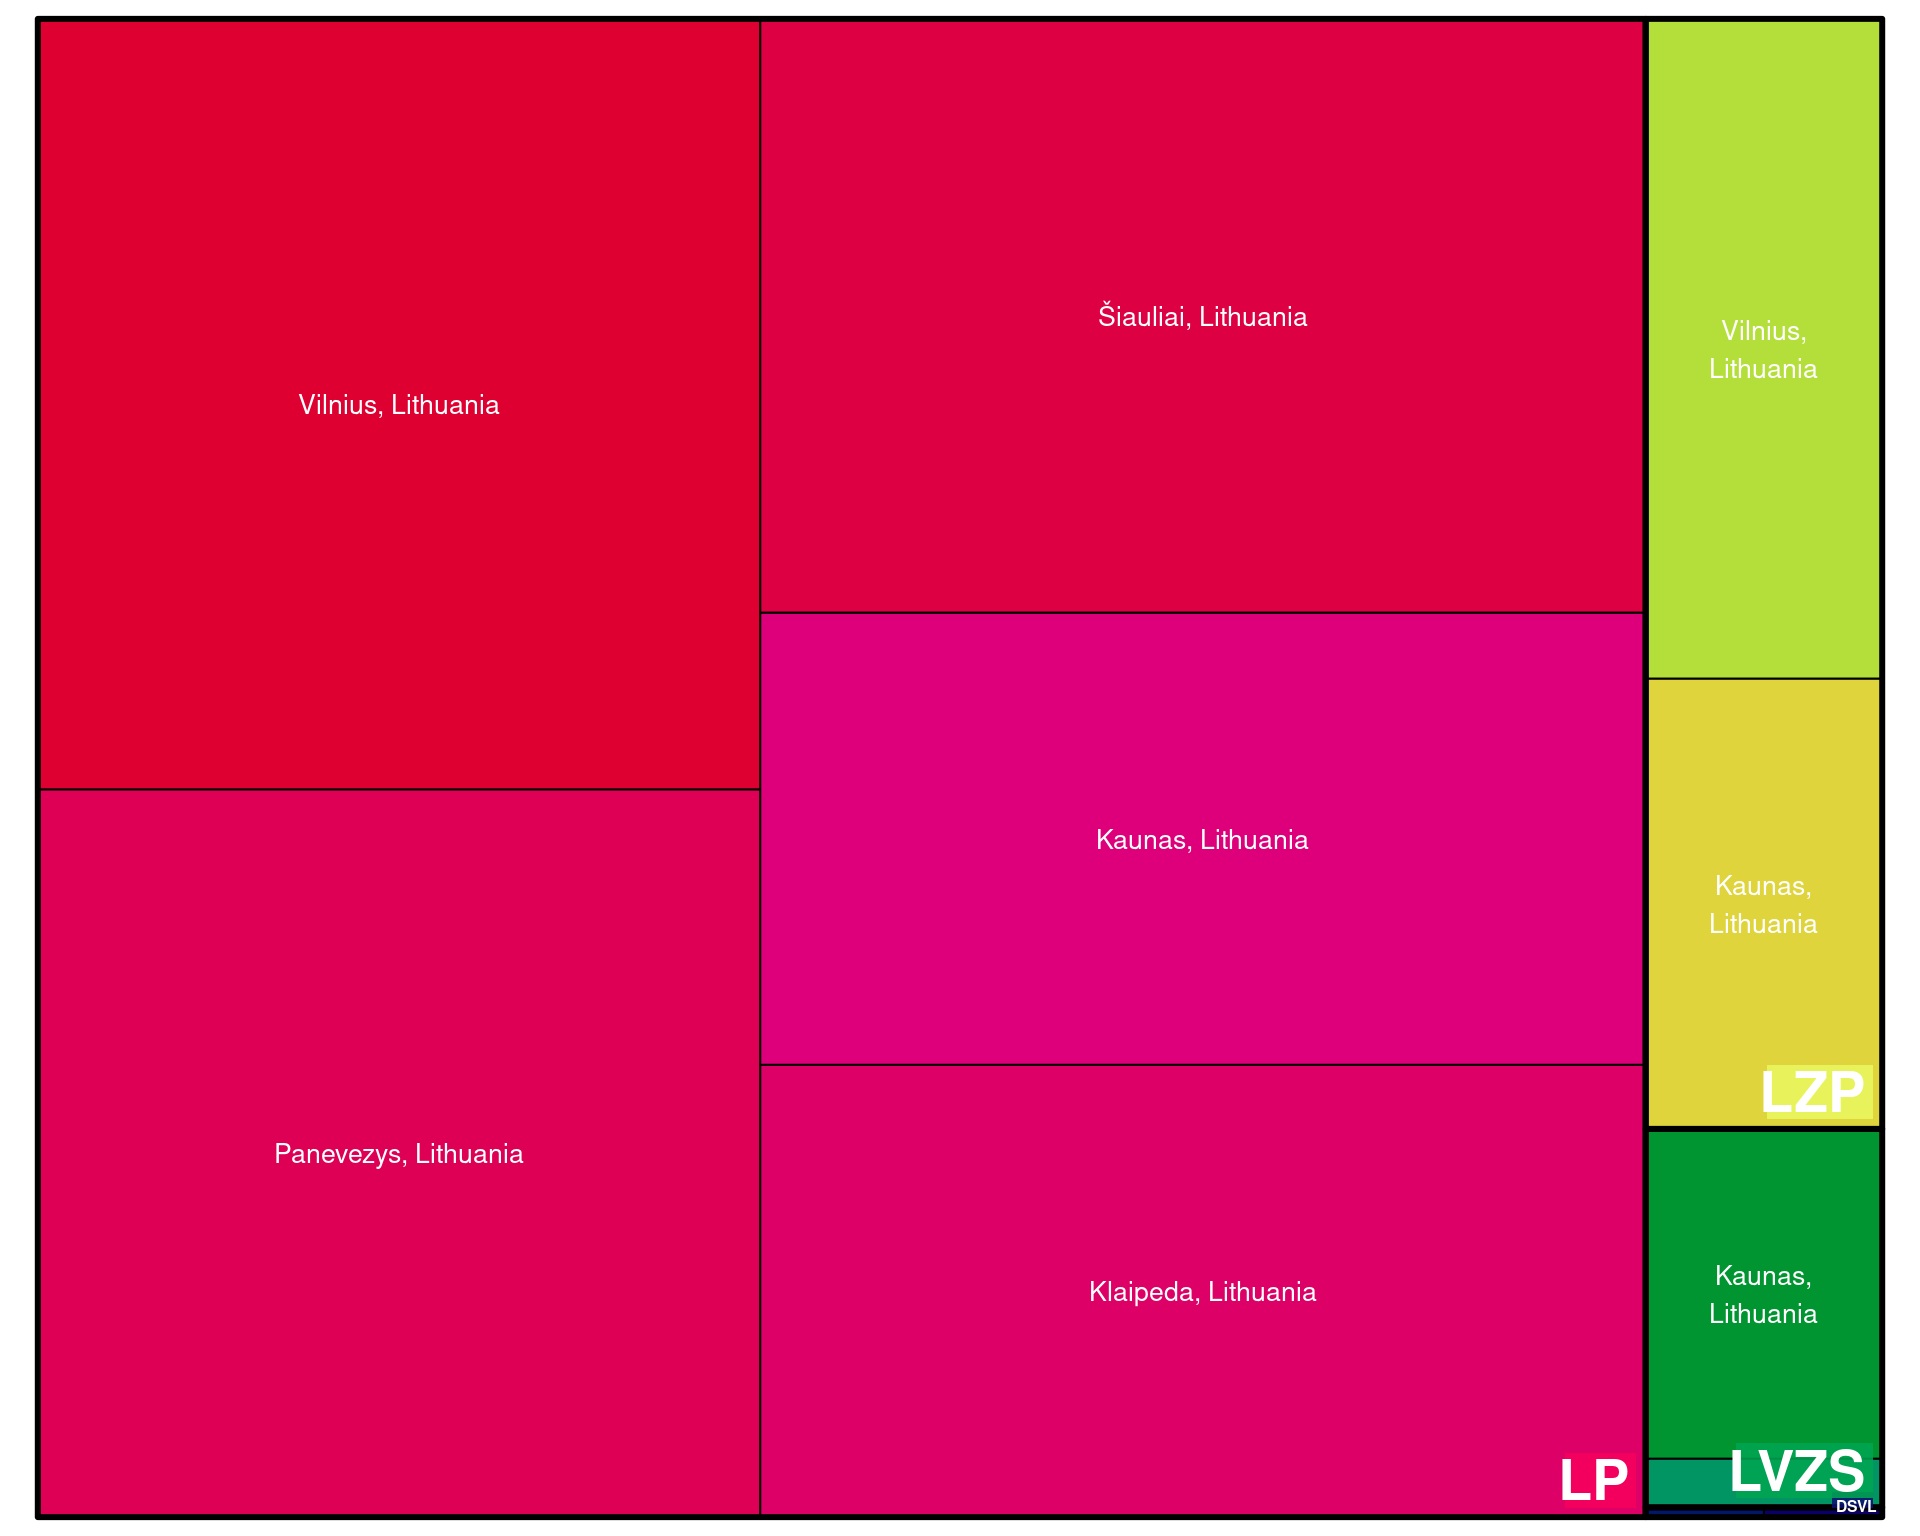 Vilnius, Lithuania
Panevezys, Lithuania
Šiauliai, Lithuania
Kaunas, Lithuania
Klaipeda, Lithuania
LP
Vilnius,
Lithuania
Kaunas,
Lithuania
LZP
Kaunas,
Lithuania
LVZS
DSVL